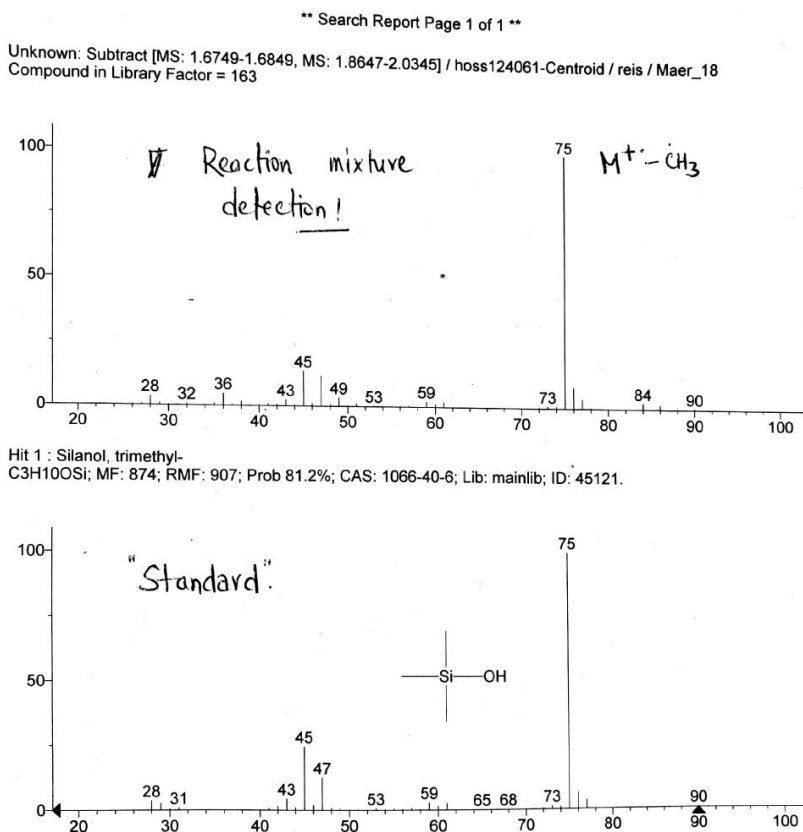 ** Search Report Page 1 of 1 **
Unknown: Subtract [MS: 1.6749-1.6849, MS: 1.8647-2.0345] / hoss124061-Centroid / reis / Maer_18
Compound in Library Factor = 163
Reaction mixture
detection!
M+· - ĊH3
100
50
0
75
28
32
36
43
45
49
53
59
73
84
90
20 30 40 50 60 70 80 90 100
Hit 1 : Silanol, trimethyl-
C3H10OSi; MF: 874; RMF: 907; Prob 81.2%; CAS: 1066-40-6; Lib: mainlib; ID: 45121.
"Standard".
100
50
0
75
Si OH
28
31
43
45
47
53
59
65
68
73
90
20 30 40 50 60 70 80 90 100